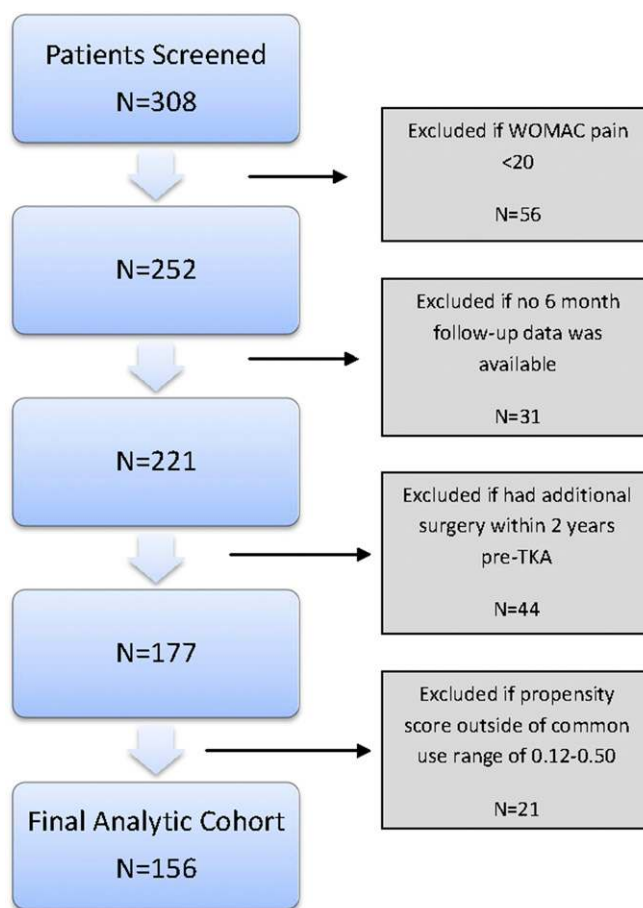 Patients Screened
N=308
Excluded if WOMAC pain
<20
N=56
N=252
Excluded if no 6 month
follow-up data was
available
N=31
N=221
Excluded if had additional
surgery within 2 years
pre-TKA
N=44
N=177
Excluded if propensity
score outside of common
use range of 0.12-0.50
N=21
Final Analytic Cohort
N=156